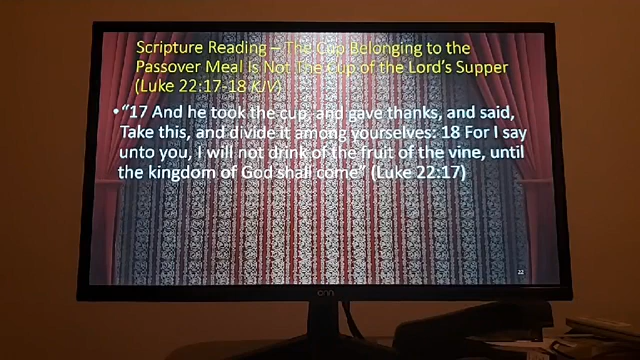 Scripture Reading – The Cup Belonging to the
Passover Meal Is Not The Cup of the Lord's Supper
(Luke 22:17-18 KJV)
•"17 And he took the cup, and gave thanks, and said,
Take this, and divide it among yourselves: 18 For I say
unto you, I will not drink of the fruit of the vine, until
the kingdom of God shall come" (Luke 22:17)
22
onn